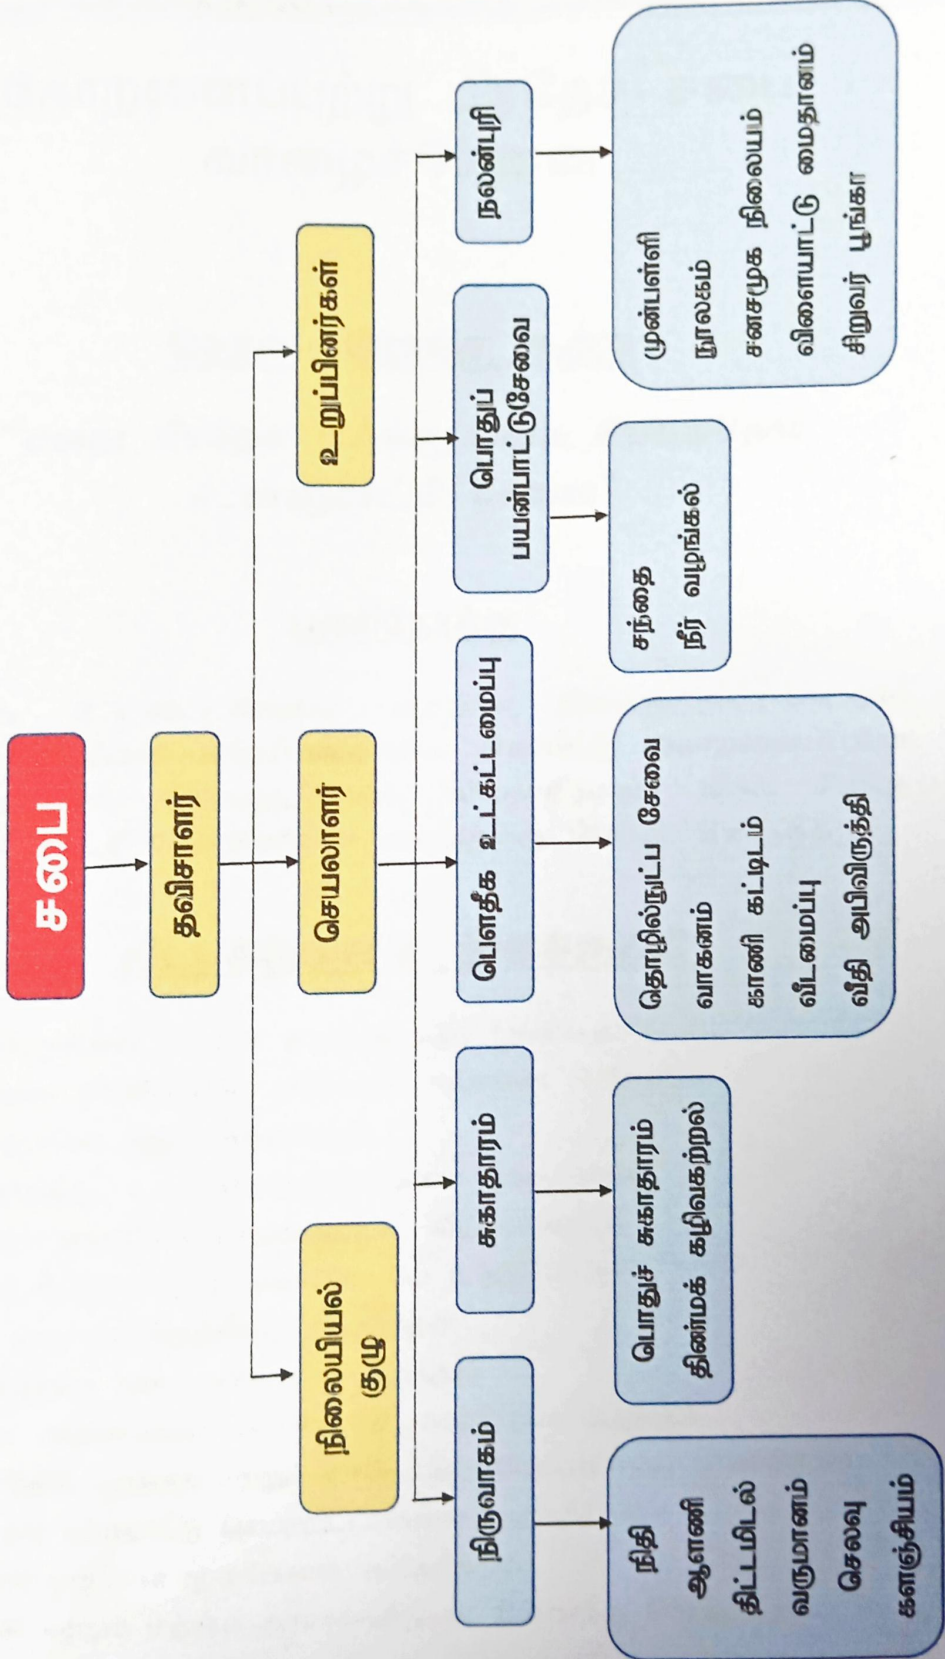 சபை
தவிசாளர்
நிலையியல்
குழு
செயலாளர்
உறுப்பினர்கள்
நிருவாகம்
சுகாதாரம்
பௌதீக உட்கட்டமைப்பு
பொதுப்
பயன்பாட்டுசேவை
நலன்புரி
நிதி
ஆளணி
திட்டமிடல்
வருமானம்
செலவு
களஞ்சியம்
பொதுச் சுகாதாரம்
திண்மக் கழிவகற்றல்
தொழில்நுட்ப சேவை
வாகனம்
காணி கட்டிடம்
வீடமைப்பு
வீதி அபிவிருத்தி
சந்தை
நீர் வழங்கல்
முன்பள்ளி
நூலகம்
சனசமுக நிலையம்
விளையாட்டு மைதானம்
சிறுவர் பூங்கா